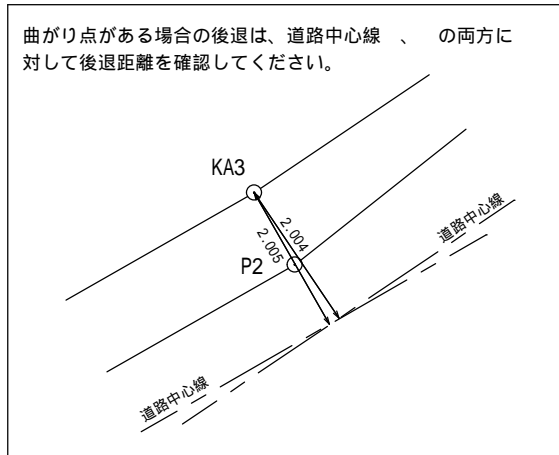 曲がり点がある場合の後退は、道路中心線　、　の両方に
対して後退距離を確認してください。
KA3
2.004
2.005
P2
道路中心線
道路中心線